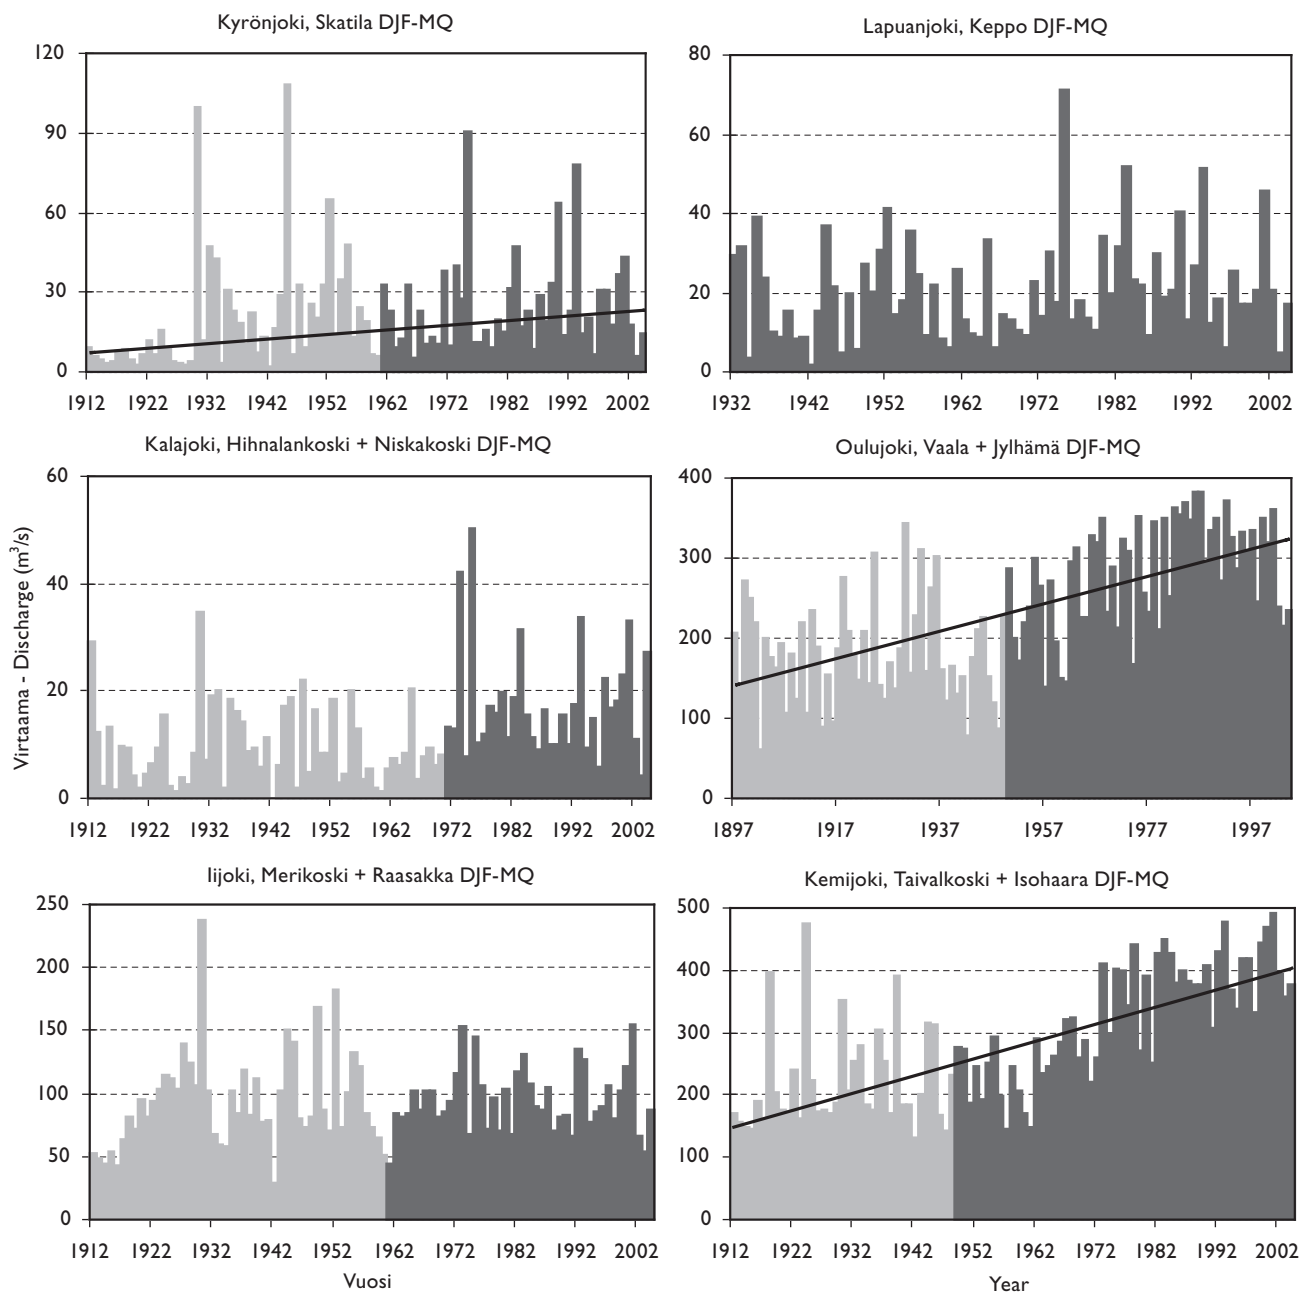 Kyrönjoki, Skatila DJF-MQ
120
90
60
30
0
1912 1922 1932 1942 1952 1962 1972 1982 1992 2002
Lapuanjoki, Keppo DJF-MQ
80
60
40
20
0
1932 1942 1952 1962 1972 1982 1992 2002
Kalajoki, Hihnalankoski + Niskakoski DJF-MQ
60
40
20
0
1912 1922 1932 1942 1952 1962 1972 1982 1992 2002
Virtaama - Discharge (m³/s)
Oulujoki, Vaala + Jylhämä DJF-MQ
400
300
200
100
0
1897 1917 1937 1957 1977 1997
Iijoki, Merikoski + Raasakka DJF-MQ
250
200
150
100
50
0
1912 1922 1932 1942 1952 1962 1972 1982 1992 2002
Vuosi
Kemijoki, Taivalkoski + Isohaara DJF-MQ
500
400
300
200
100
0
1912 1922 1932 1942 1952 1962 1972 1982 1992 2002
Year